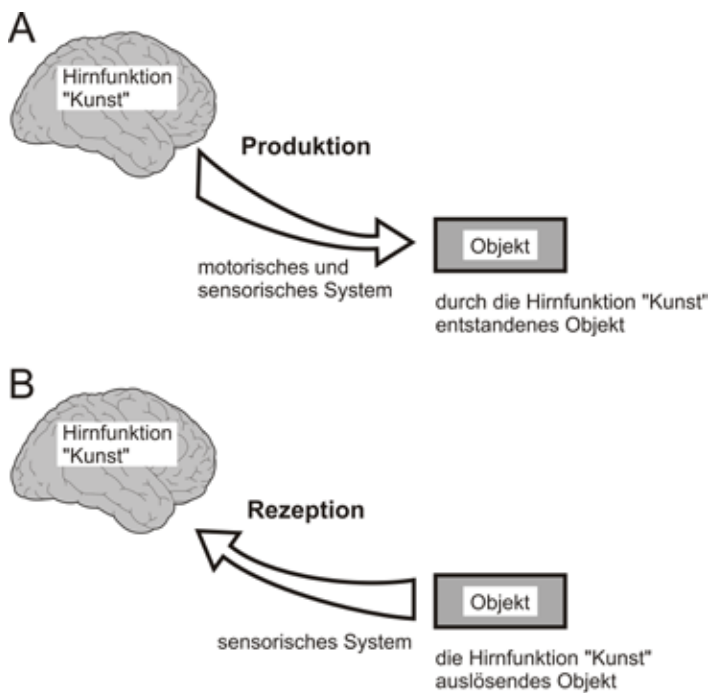 A
Hirnfunktion
"Kunst"
Produktion
motorisches und
sensorisches System
Objekt
durch die Hirnfunktion "Kunst"
entstandenes Objekt
B
Hirnfunktion
"Kunst"
Rezeption
sensorisches System
Objekt
die Hirnfunktion "Kunst"
auslösendes Objekt